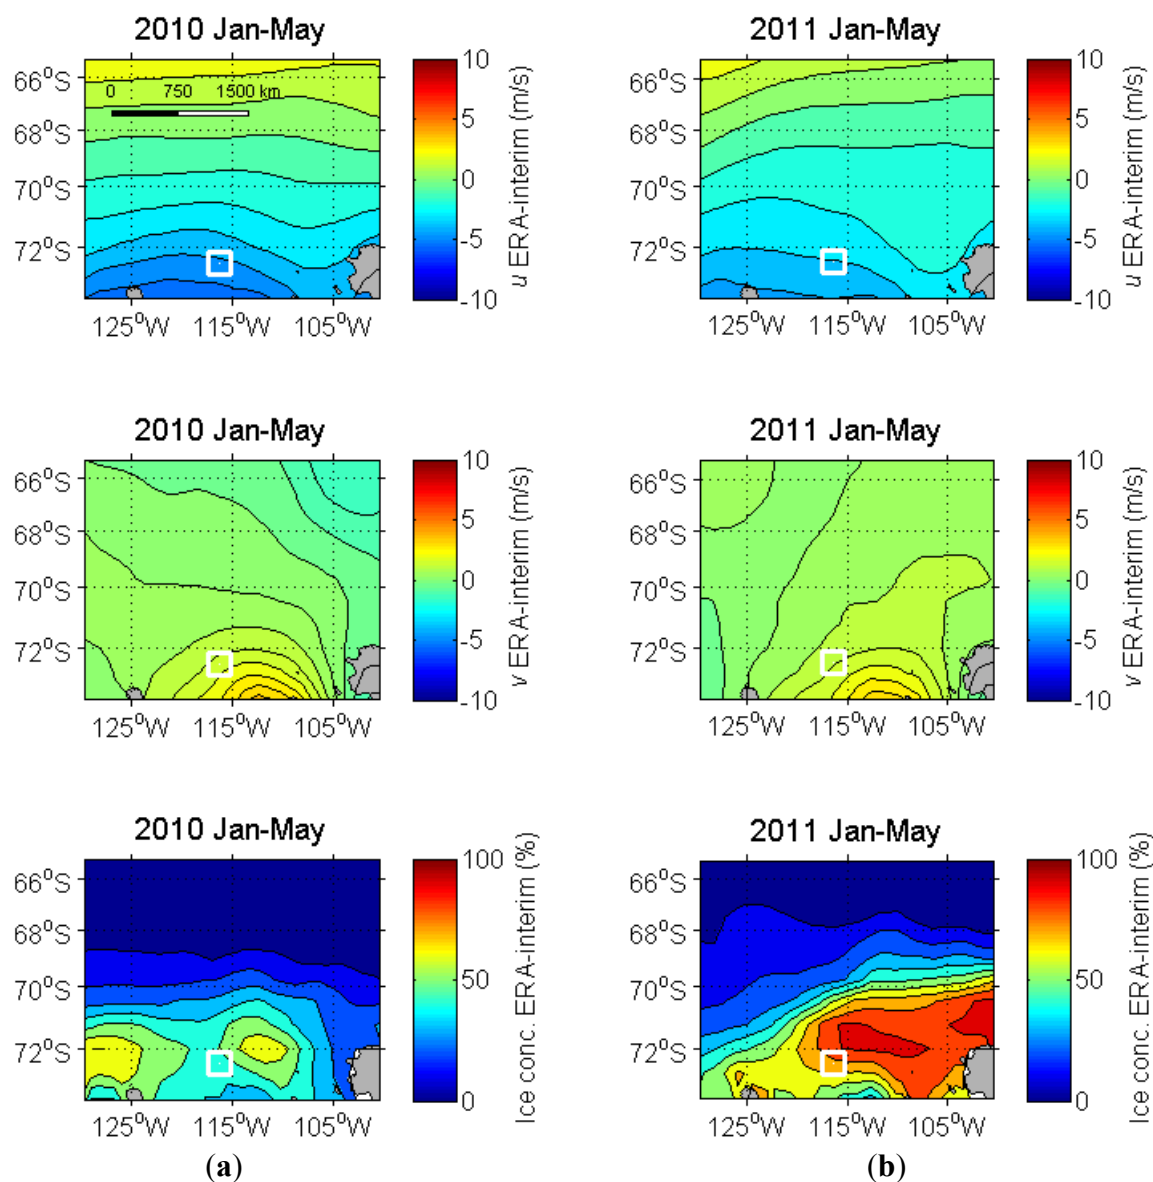 2010 Jan-May
66°S
68°S
70°S
72°S
0 750 1500 km
125°W 115°W 105°W
10
5
0
-5
-10
u ERA-interim (m/s)
2011 Jan-May
66°S
68°S
70°S
72°S
125°W 115°W 105°W
10
5
0
-5
-10
u ERA-interim (m/s)
2010 Jan-May
66°S
68°S
70°S
72°S
125°W 115°W 105°W
10
5
0
-5
-10
v ERA-interim (m/s)
2011 Jan-May
66°S
68°S
70°S
72°S
125°W 115°W 105°W
10
5
0
-5
-10
v ERA-interim (m/s)
2010 Jan-May
66°S
68°S
70°S
72°S
125°W 115°W 105°W
100
50
0
Ice conc. ERA-interim (%)
2011 Jan-May
66°S
68°S
70°S
72°S
125°W 115°W 105°W
100
50
0
Ice conc. ERA-interim (%)
(a)
(b)